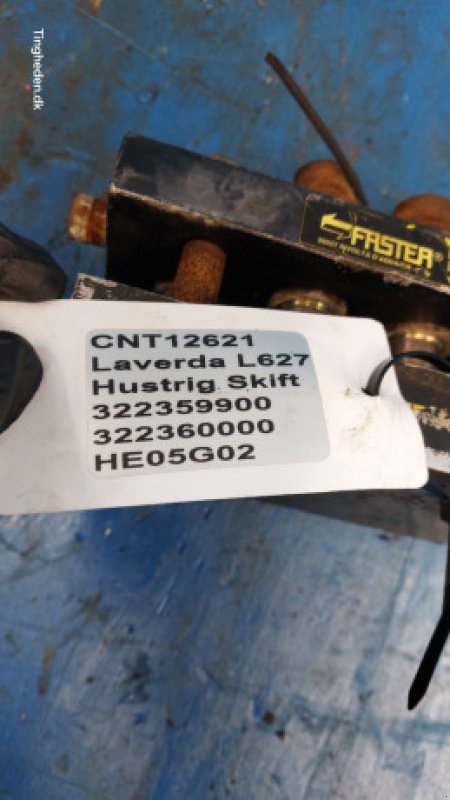 Tingheden.dk
FASTER®
CNT12621
Laverda L627
Hustrig Skift
322359900
322360000
HE05G02